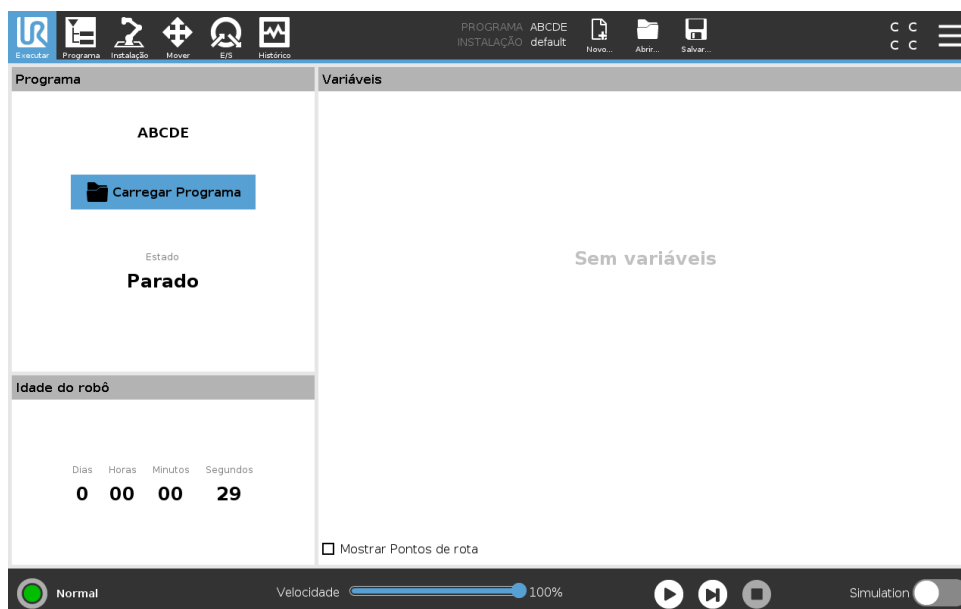 UR
Executar
Programa
Instalação
Mover
E/S
Histórico
PROGRAMA ABCDE
INSTALAÇÃO default
Novo...
Abrir...
Salvar...
C C
C C
Programa
ABCDE
Carregar Programa
Estado
Parado
Variáveis
Sem variáveis
Mostrar Pontos de rota
Idade do robô
Dias Horas Minutos Segundos
0 00 00 29
Normal
Velocidade 100%
Simulation